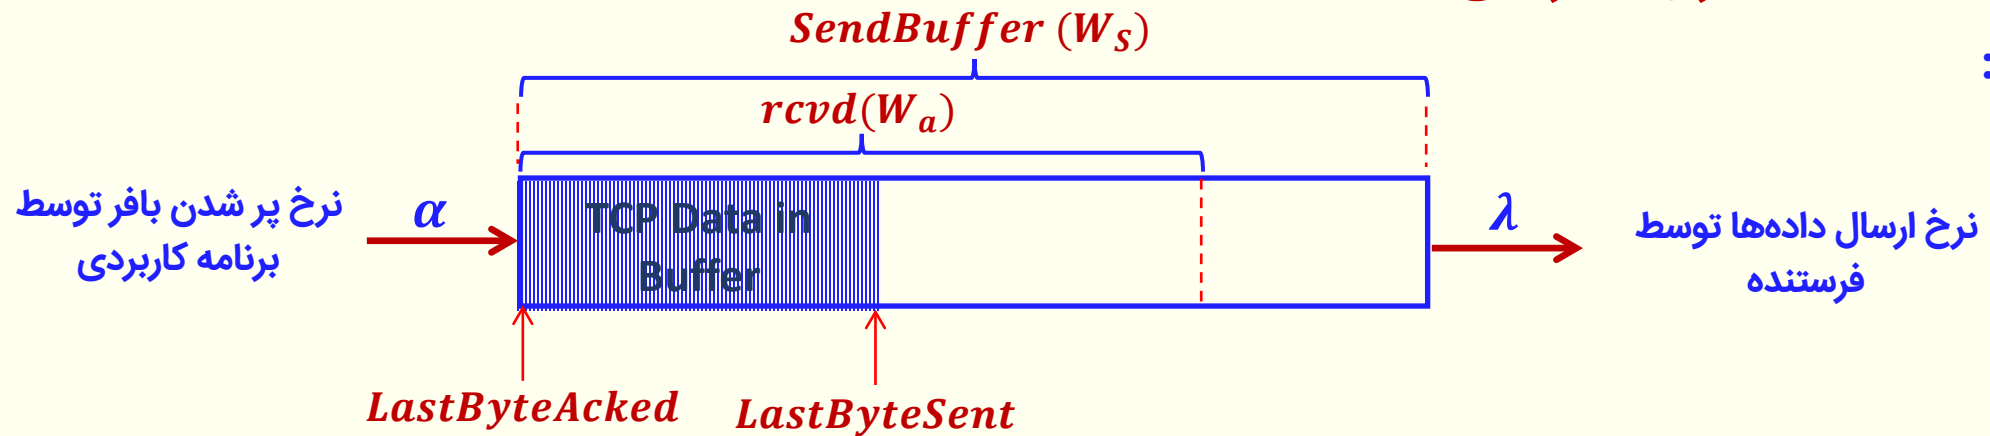 SendBuffer (W_S)
:
rcvd(W_a)
نرخ پر شدن بافر توسط
برنامه کاربردی
α
TCP Data in
Buffer
λ
نرخ ارسال داده‌ها توسط
فرستنده
LastByteAcked
LastByteSent